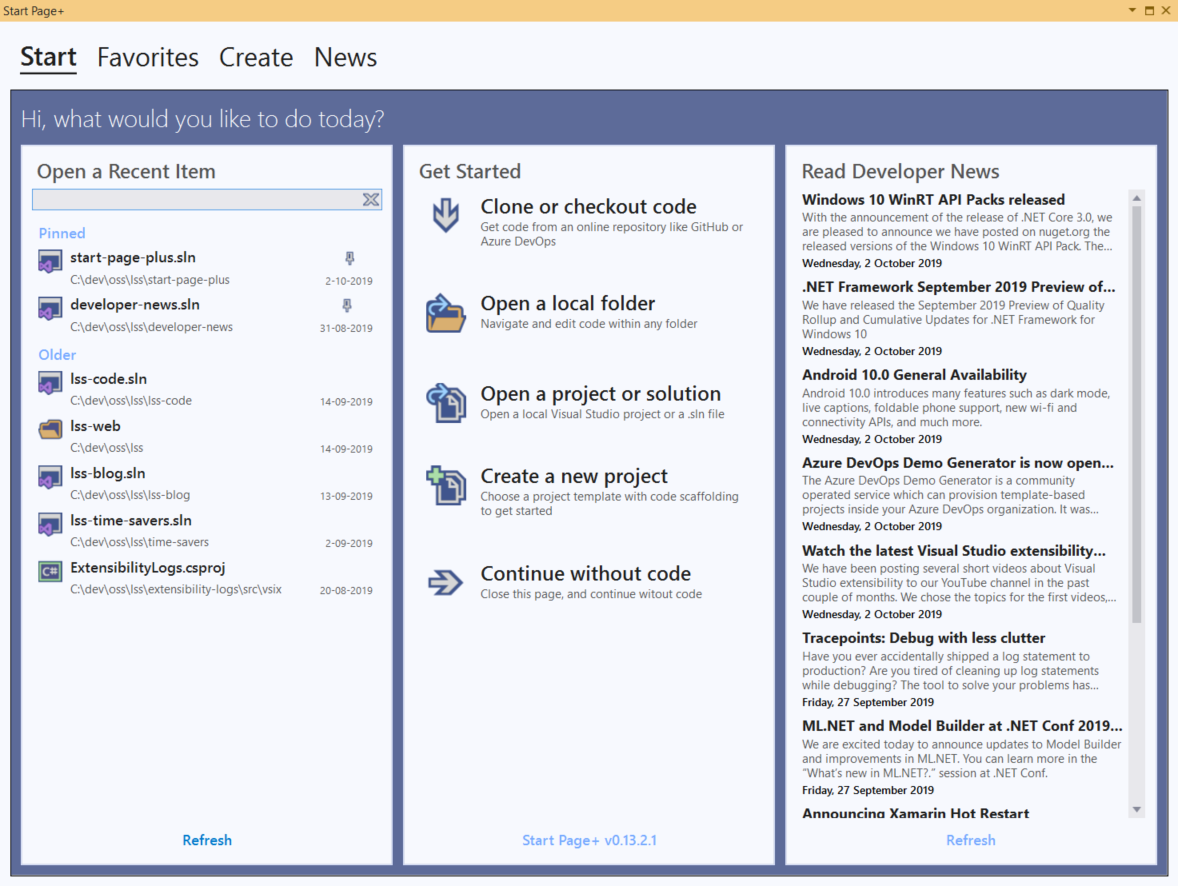 Start Page+
Start Favorites Create News
Hi, what would you like to do today?
Open a Recent Item
Pinned
start-page-plus.sln
C:\dev\oss\lss\start-page-plus 2-10-2019
developer-news.sln
C:\dev\oss\lss\developer-news 31-08-2019
Older
lss-code.sln
C:\dev\oss\lss\lss-code 14-09-2019
lss-web
C:\dev\oss\lss 14-09-2019
lss-blog.sln
C:\dev\oss\lss\lss-blog 13-09-2019
lss-time-savers.sln
C:\dev\oss\lss\time-savers 2-09-2019
C#
ExtensibilityLogs.csproj
C:\dev\oss\lss\extensibility-logs\src\vsix 20-08-2019
Refresh
Get Started
Clone or checkout code
Get code from an online repository like GitHub or
Azure DevOps
Open a local folder
Navigate and edit code within any folder
Open a project or solution
Open a local Visual Studio project or a .sln file
Create a new project
Choose a project template with code scaffolding
to get started
Continue without code
Close this page, and continue witout code
Start Page+ v0.13.2.1
Read Developer News
Windows 10 WinRT API Packs released
With the announcement of the release of .NET Core 3.0, we
are pleased to announce we have posted on nuget.org the
released versions of the Windows 10 WinRT API Pack. The...
Wednesday, 2 October 2019
.NET Framework September 2019 Preview of...
We have released the September 2019 Preview of Quality
Rollup and Cumulative Updates for .NET Framework for
Windows 10
Wednesday, 2 October 2019
Android 10.0 General Availability
Android 10.0 introduces many features such as dark mode,
live captions, foldable phone support, new wi-fi and
connectivity APIs, and much more.
Wednesday, 2 October 2019
Azure DevOps Demo Generator is now open...
The Azure DevOps Demo Generator is a community
operated service which can provision template-based
projects inside your Azure DevOps organization. It was...
Wednesday, 2 October 2019
Watch the latest Visual Studio extensibility...
We have been posting several short videos about Visual
Studio extensibility to our YouTube channel in the past
couple of months. We chose the topics for the first videos,...
Wednesday, 2 October 2019
Tracepoints: Debug with less clutter
Have you ever accidentally shipped a log statement to
production? Are you tired of cleaning up log statements
while debugging? The tool to solve your problems has...
Friday, 27 September 2019
ML.NET and Model Builder at .NET Conf 2019...
We are excited today to announce updates to Model Builder
and improvements in ML.NET. You can learn more in the
“What’s new in ML.NET?.” session at .NET Conf.
Friday, 27 September 2019
Announcing Xamarin Hot Restart
Refresh